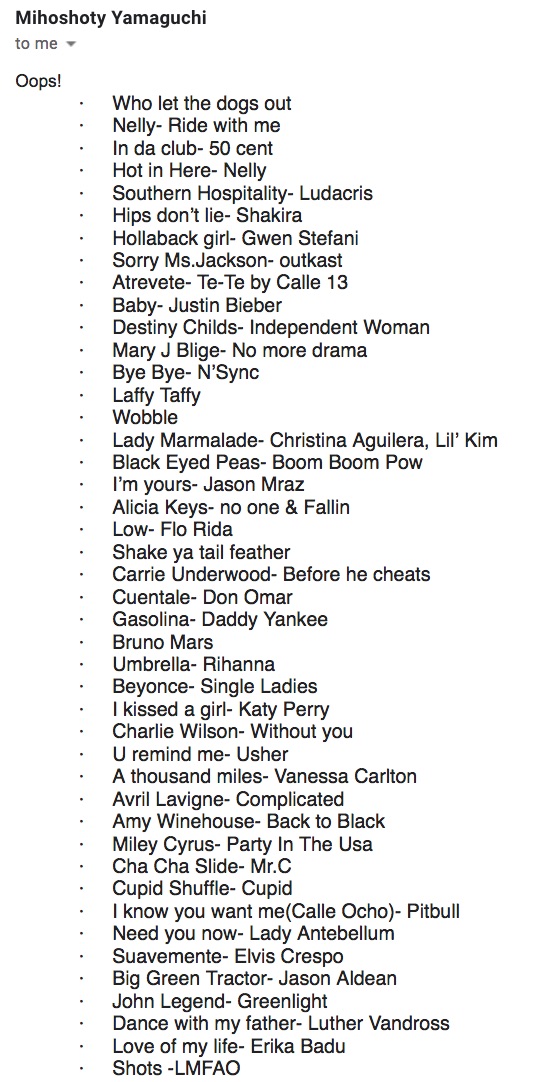 Mihoshoty Yamaguchi
to me
Oops!
· Who let the dogs out
· Nelly- Ride with me
· In da club- 50 cent
· Hot in Here- Nelly
· Southern Hospitality- Ludacris
· Hips don't lie- Shakira
· Hollaback girl- Gwen Stefani
· Sorry Ms.Jackson- outkast
· Atrevete- Te-Te by Calle 13
· Baby- Justin Bieber
· Destiny Childs- Independent Woman
· Mary J Blige- No more drama
· Bye Bye- N'Sync
· Laffy Taffy
· Wobble
· Lady Marmalade- Christina Aguilera, Lil' Kim
· Black Eyed Peas- Boom Boom Pow
· I'm yours- Jason Mraz
· Alicia Keys- no one & Fallin
· Low- Flo Rida
· Shake ya tail feather
· Carrie Underwood- Before he cheats
· Cuentale- Don Omar
· Gasolina- Daddy Yankee
· Bruno Mars
· Umbrella- Rihanna
· Beyonce- Single Ladies
· I kissed a girl- Katy Perry
· Charlie Wilson- Without you
· U remind me- Usher
· A thousand miles- Vanessa Carlton
· Avril Lavigne- Complicated
· Amy Winehouse- Back to Black
· Miley Cyrus- Party In The Usa
· Cha Cha Slide- Mr.C
· Cupid Shuffle- Cupid
· I know you want me(Calle Ocho)- Pitbull
· Need you now- Lady Antebellum
· Suavemente- Elvis Crespo
· Big Green Tractor- Jason Aldean
· John Legend- Greenlight
· Dance with my father- Luther Vandross
· Love of my life- Erika Badu
· Shots -LMFAO